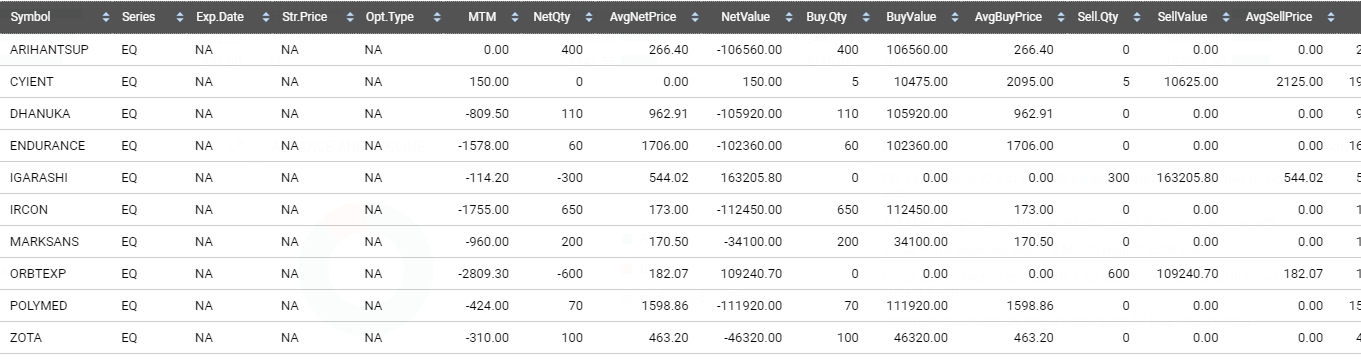 Symbol Series Exp.Date Str.Price Opt.Type MTM NetQty AvgNetPrice NetValue Buy.Qty BuyValue AvgBuyPrice Sell.Qty SellValue AvgSellPrice
ARIHANTSUP EQ NA NA NA 0.00 400 266.40 -106560.00 400 106560.00 266.40 0 0.00 0.00
CYIENT EQ NA NA NA 150.00 0 0.00 150.00 5 10475.00 2095.00 5 10625.00 2125.00
DHANUKA EQ NA NA NA -809.50 110 962.91 -105920.00 110 105920.00 962.91 0 0.00 0.00
ENDURANCE EQ NA NA NA -1578.00 60 1706.00 -102360.00 60 102360.00 1706.00 0 0.00 0.00
IGARASHI EQ NA NA NA -114.20 -300 544.02 163205.80 0 0.00 0.00 300 163205.80 544.02
IRCON EQ NA NA NA -1755.00 650 173.00 -112450.00 650 112450.00 173.00 0 0.00 0.00
MARKSANS EQ NA NA NA -960.00 200 170.50 -34100.00 200 34100.00 170.50 0 0.00 0.00
ORBTEXP EQ NA NA NA -2809.30 -600 182.07 109240.70 0 0.00 0.00 600 109240.70 182.07
POLYMED EQ NA NA NA -424.00 70 1598.86 -111920.00 70 111920.00 1598.86 0 0.00 0.00
ZOTA EQ NA NA NA -310.00 100 463.20 -46320.00 100 46320.00 463.20 0 0.00 0.00